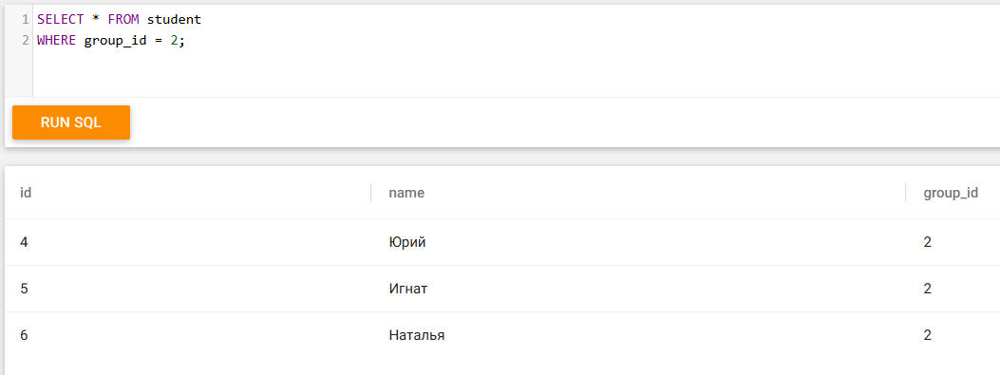 1 SELECT * FROM student
2 WHERE group_id = 2;
RUN SQL
id name group_id
4 Юрий 2
5 Игнат 2
6 Наталья 2